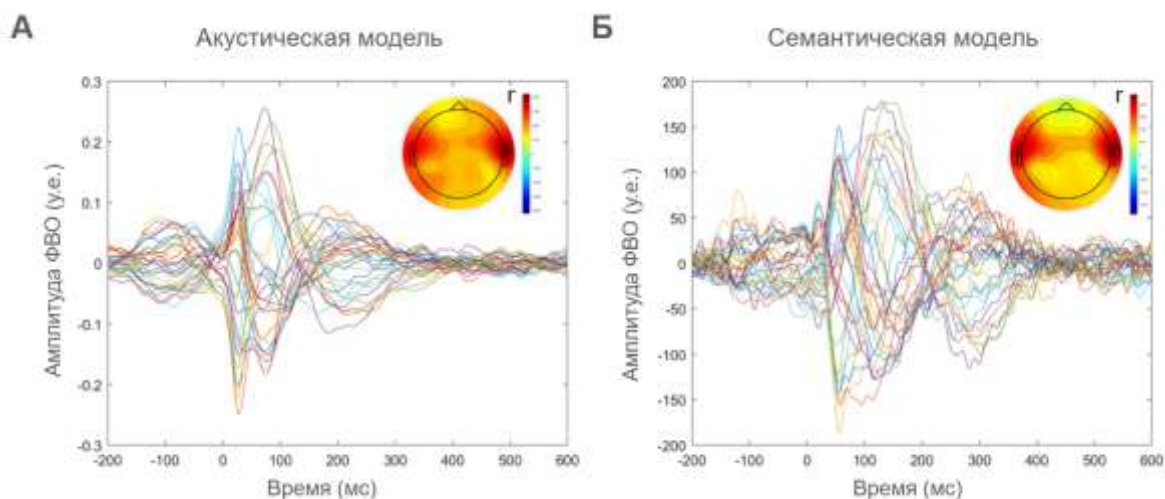 А
Акустическая модель
0.3
0.2
0.1
0
-0.1
-0.2
-0.3
-200 -100 0 100 200 300 400 500 600
Амплитуда ФВО (у.е.)
Время (мс)
r
Б
Семантическая модель
200
150
100
50
0
-50
-100
-150
-200
-200 -100 0 100 200 300 400 500 600
Амплитуда ФВО (у.е.)
Время (мс)
r